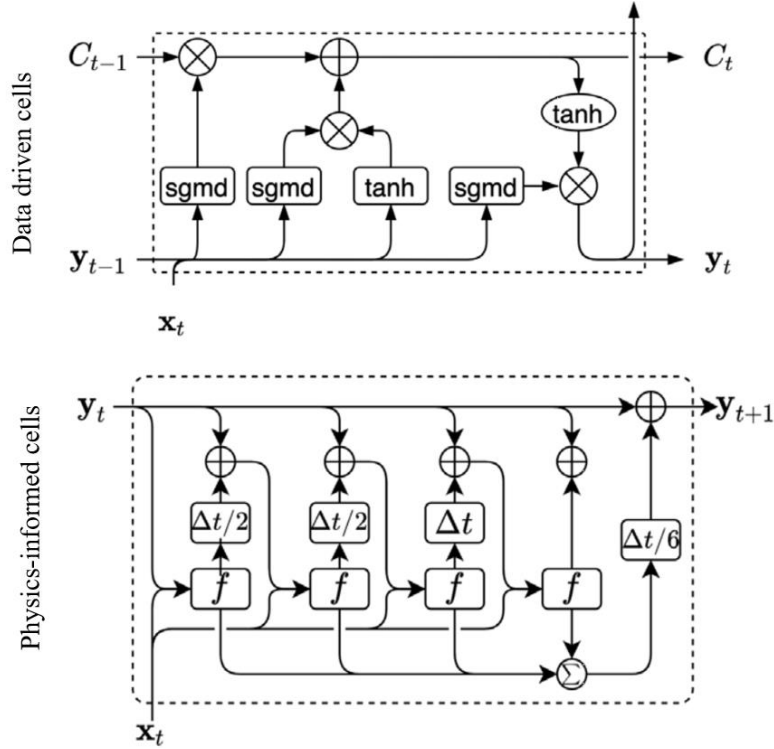 Data driven cells
C_{t-1}
C_t
tanh
sgmd
sgmd
tanh
sgmd
y_{t-1}
y_t
x_t
Physics-informed cells
y_t
y_{t+1}
Δt/2
Δt/2
Δt
Δt/6
f
f
f
f
Σ
x_t